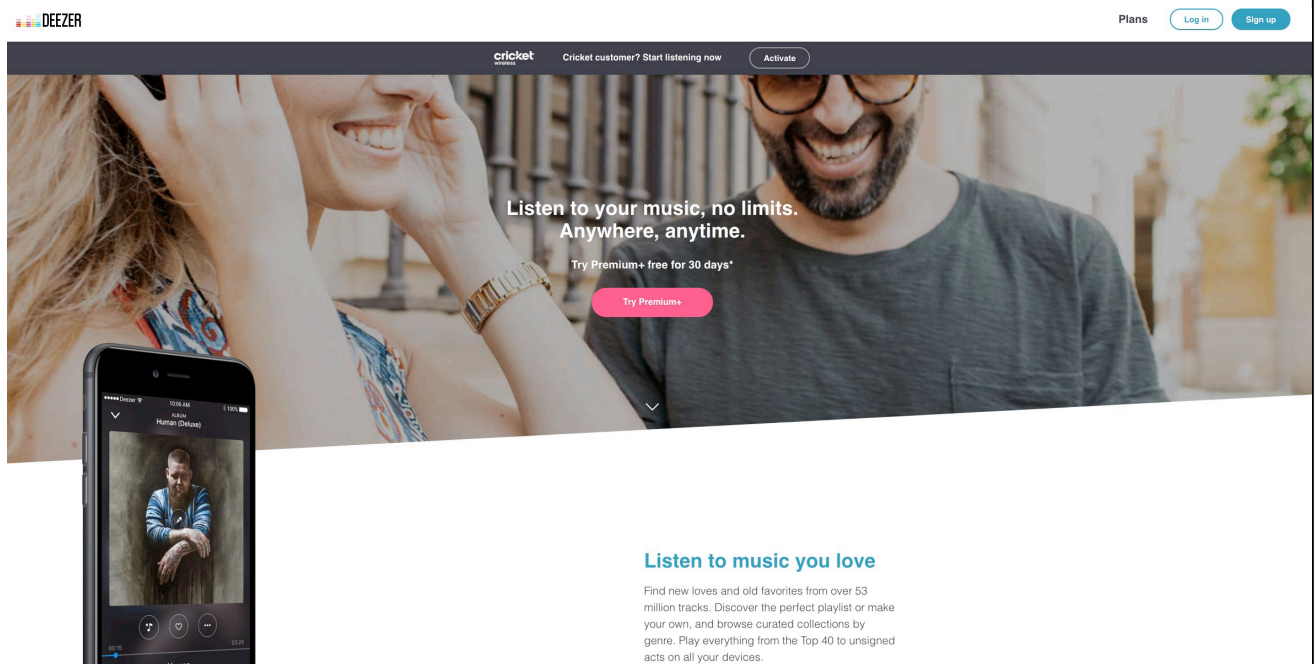 DEEZER
Plans
Log in
Sign up
cricket
wireless
Cricket customer? Start listening now
Activate
Listen to your music, no limits.
Anywhere, anytime.
Try Premium+ free for 30 days*
Try Premium+
Deezer
10:06 AM
100%
ALBUM
Human (Deluxe)
00:15
03:20
Listen to music you love
Find new loves and old favorites from over 53
million tracks. Discover the perfect playlist or make
your own, and browse curated collections by
genre. Play everything from the Top 40 to unsigned
acts on all your devices.